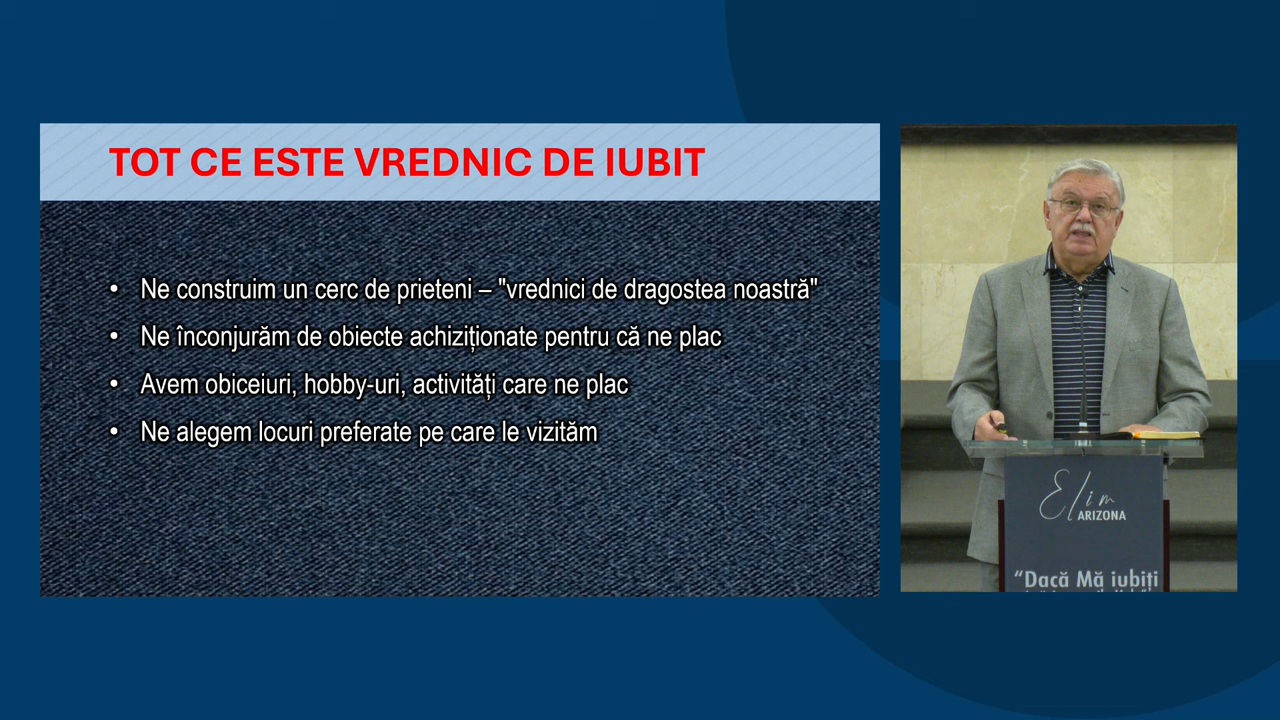 TOT CE ESTE VREDNIC DE IUBIT
• Ne construim un cerc de prieteni – "vrednici de dragostea noastră"
• Ne înconjurăm de obiecte achiziționate pentru că ne plac
• Avem obiceiuri, hobby-uri, activități care ne plac
• Ne alegem locuri preferate pe care le vizităm
Elim
ARIZONA
“Dacă Mă iubiți